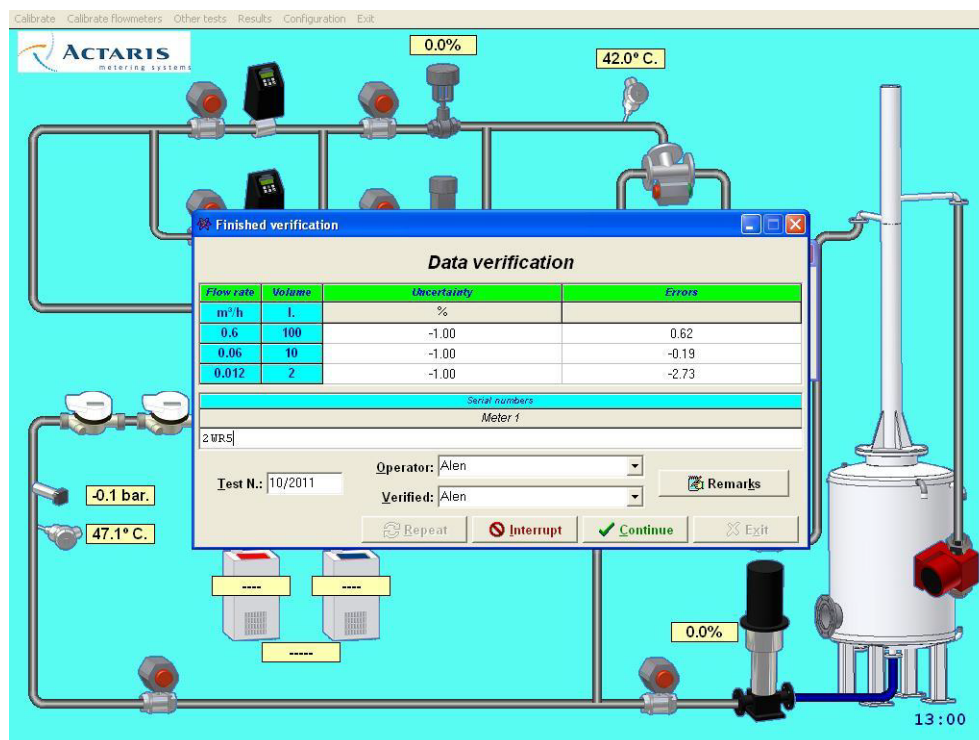 Calibrate Calibrate flowmeters Other tests Results Configuration Exit
ACTARIS
metering systems
0.0%
42.0° C.
Finished verification
Data verification
Flow rate Volume Uncertainty Errors
m³/h l. %
0.6 100 -1.00 0.62
0.06 10 -1.00 -0.19
0.012 2 -1.00 -2.73
Serial numbers
Meter 1
2WR5
Operator: Alen
Test N.: 10/2011
Remarks
Verified: Alen
Repeat Interrupt Continue Exit
-0.1 bar.
47.1° C.
---- ----
-----
0.0%
13:00